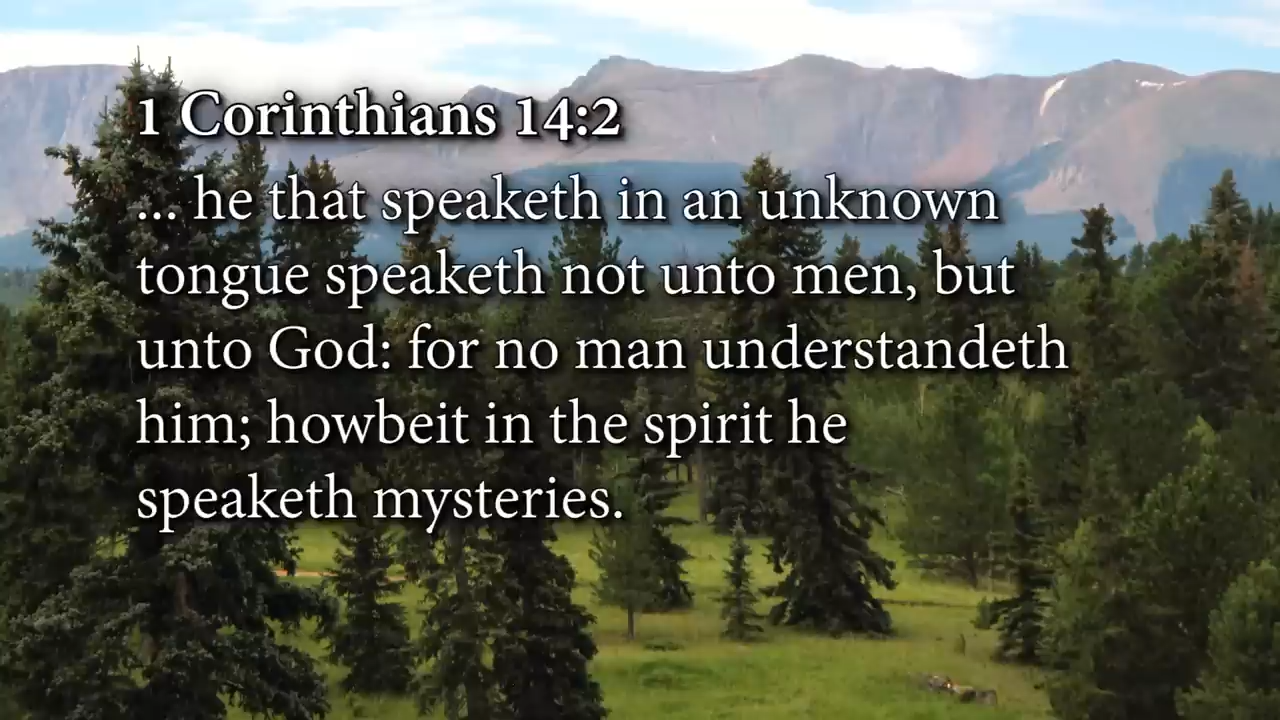 1 Corinthians 14:2
... he that speaketh in an unknown
tongue speaketh not unto men, but
unto God: for no man understandeth
him; howbeit in the spirit he
speaketh mysteries.